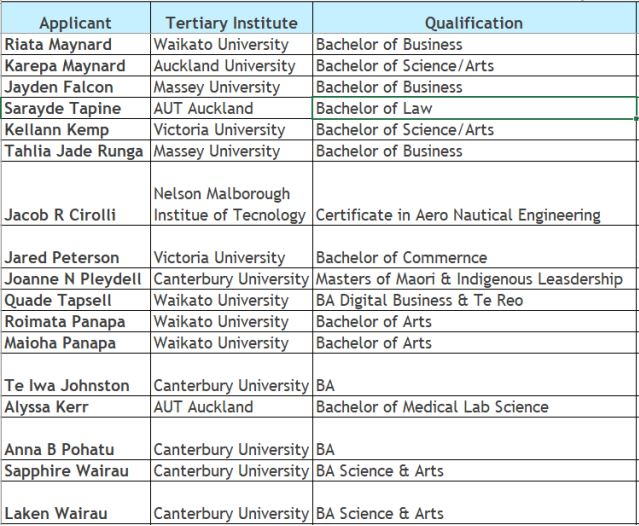 Applicant Tertiary Institute Qualification
Riata Maynard Waikato University Bachelor of Business
Karepa Maynard Auckland University Bachelor of Science/Arts
Jayden Falcon Massey University Bachelor of Business
Sarayde Tapine AUT Auckland Bachelor of Law
Kellann Kemp Victoria University Bachelor of Science/Arts
Tahlia Jade Runga Massey University Bachelor of Business
Nelson Malborough
Jacob R Cirolli Institue of Tecnology Certificate in Aero Nautical Engineering
Jared Peterson Victoria University Bachelor of Commernce
Joanne N Pleydell Canterbury University Masters of Maori & Indigenous Leasdership
Quade Tapsell Waikato University BA Digital Business & Te Reo
Roimata Panapa Waikato University Bachelor of Arts
Maioha Panapa Waikato University Bachelor of Arts
Te Iwa Johnston Canterbury University BA
Alyssa Kerr AUT Auckland Bachelor of Medical Lab Science
Anna B Pohatu Canterbury University BA
Sapphire Wairau Canterbury University BA Science & Arts
Laken Wairau Canterbury University BA Science & Arts